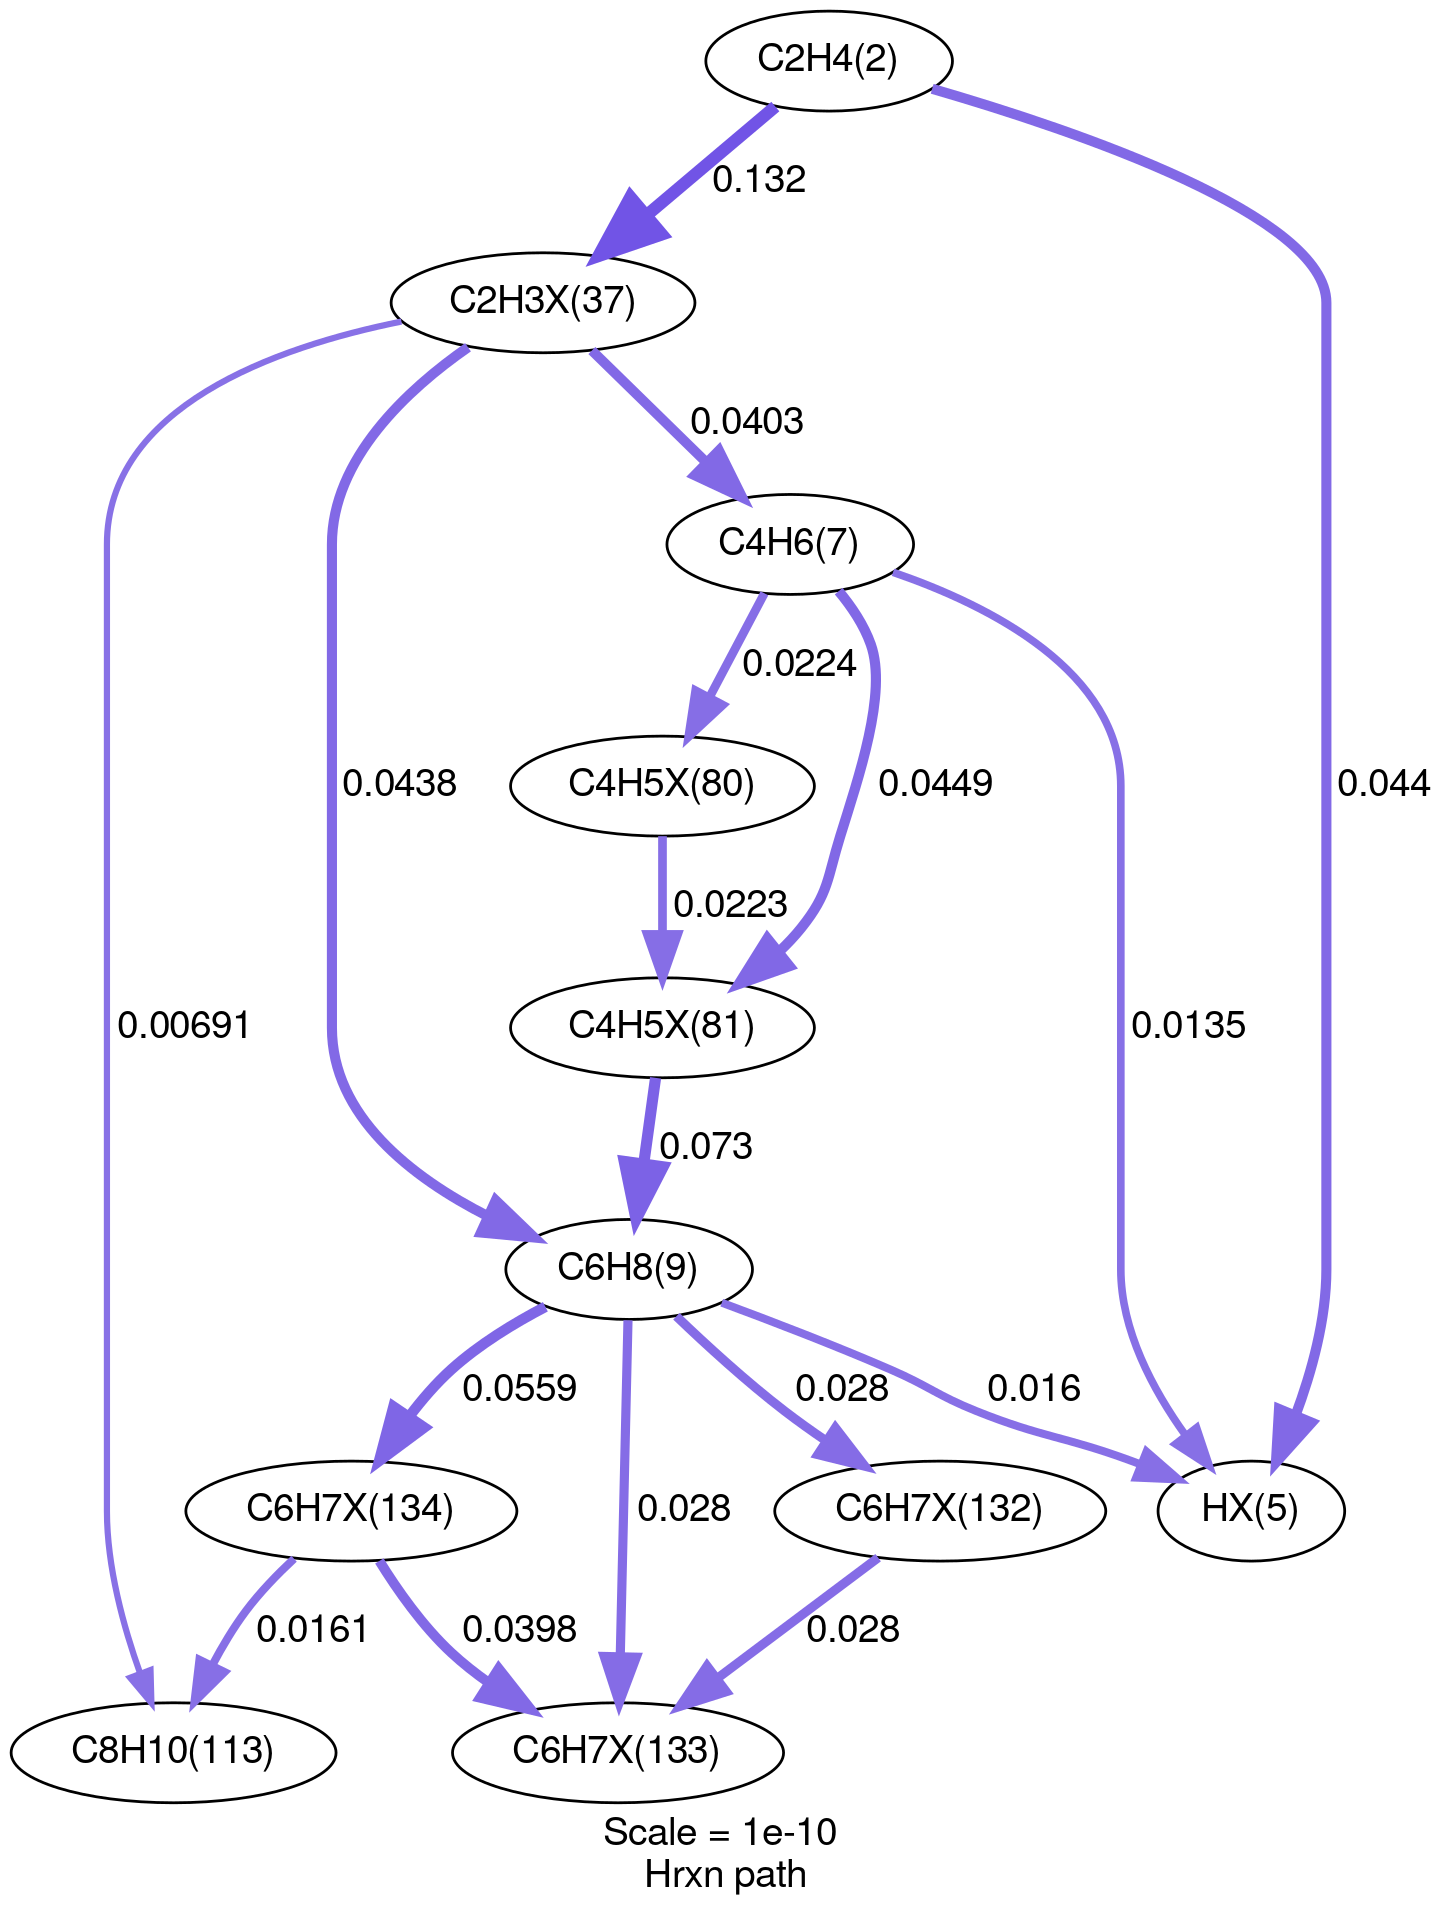 C2H4(2)
0.132
C2H3X(37)
0.0403
C4H6(7)
0.0224
C4H5X(80)
0.0438
0.0449
0.044
0.0223
C4H5X(81)
0.00691
0.0135
0.073
C6H8(9)
0.0559
0.028
0.016
C6H7X(134)
0.028
C6H7X(132)
HX(5)
0.0161
0.0398
0.028
C8H10(113)
C6H7X(133)
Scale = 1e-10
Hrxn path